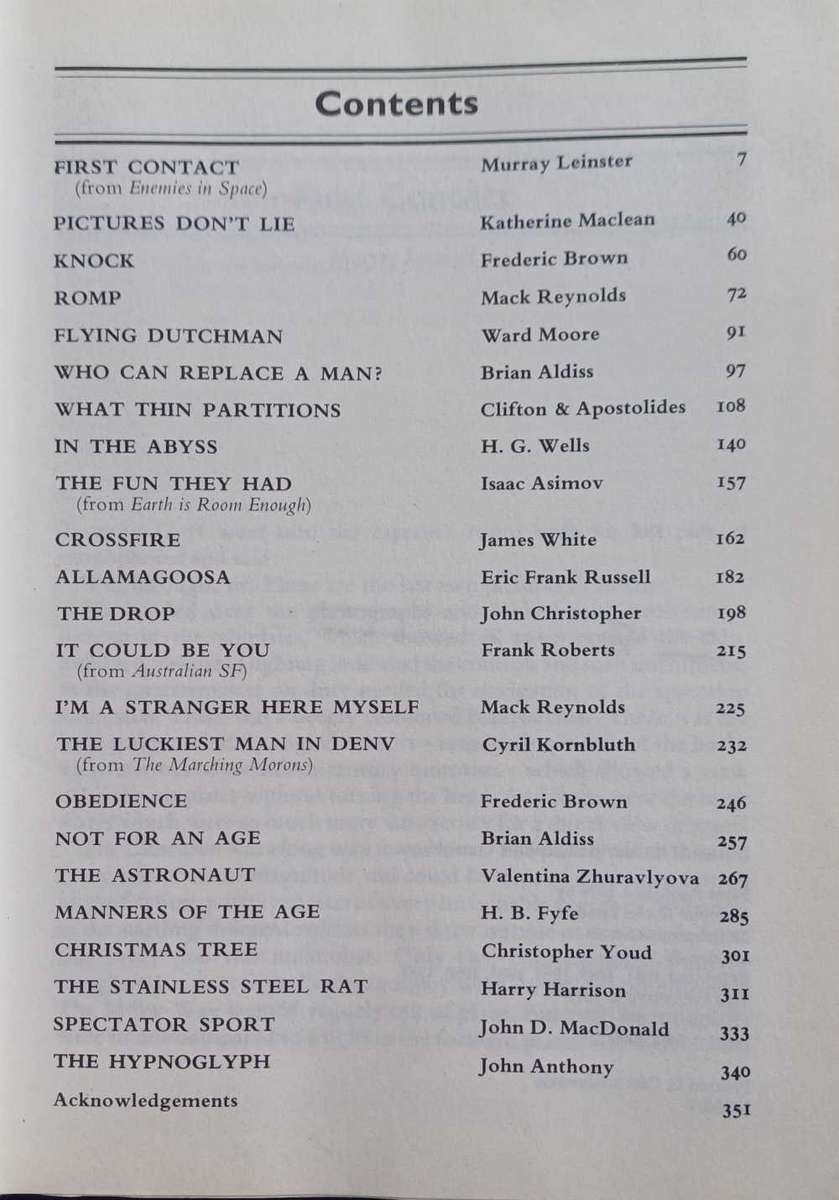 Contents
FIRST CONTACT Murray Leinster 7
(from Enemies in Space)
PICTURES DON'T LIE Katherine Maclean 40
KNOCK Frederic Brown 60
ROMP Mack Reynolds 72
FLYING DUTCHMAN Ward Moore 91
WHO CAN REPLACE A MAN? Brian Aldiss 97
WHAT THIN PARTITIONS Clifton & Apostolides 108
IN THE ABYSS H. G. Wells 140
THE FUN THEY HAD Isaac Asimov 157
(from Earth is Room Enough)
CROSSFIRE James White 162
ALLAMAGOOSA Eric Frank Russell 182
THE DROP John Christopher 198
IT COULD BE YOU Frank Roberts 215
(from Australian SF)
I'M A STRANGER HERE MYSELF Mack Reynolds 225
THE LUCKIEST MAN IN DENV Cyril Kornbluth 232
(from The Marching Morons)
OBEDIENCE Frederic Brown 246
NOT FOR AN AGE Brian Aldiss 257
THE ASTRONAUT Valentina Zhuravlyova 267
MANNERS OF THE AGE H. B. Fyfe 285
CHRISTMAS TREE Christopher Youd 301
THE STAINLESS STEEL RAT Harry Harrison 311
SPECTATOR SPORT John D. MacDonald 333
THE HYPNOGLYPH John Anthony 340
Acknowledgements 351